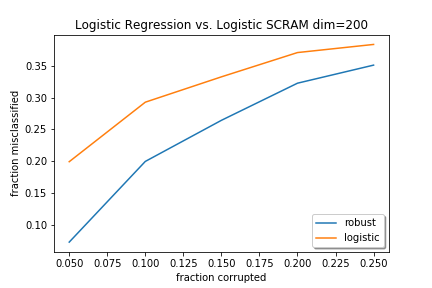 Logistic Regression vs. Logistic SCRAM dim=200
fraction misclassified
0.35
0.30
0.25
0.20
0.15
0.10
robust
logistic
0.050 0.075 0.100 0.125 0.150 0.175 0.200 0.225 0.250
fraction corrupted